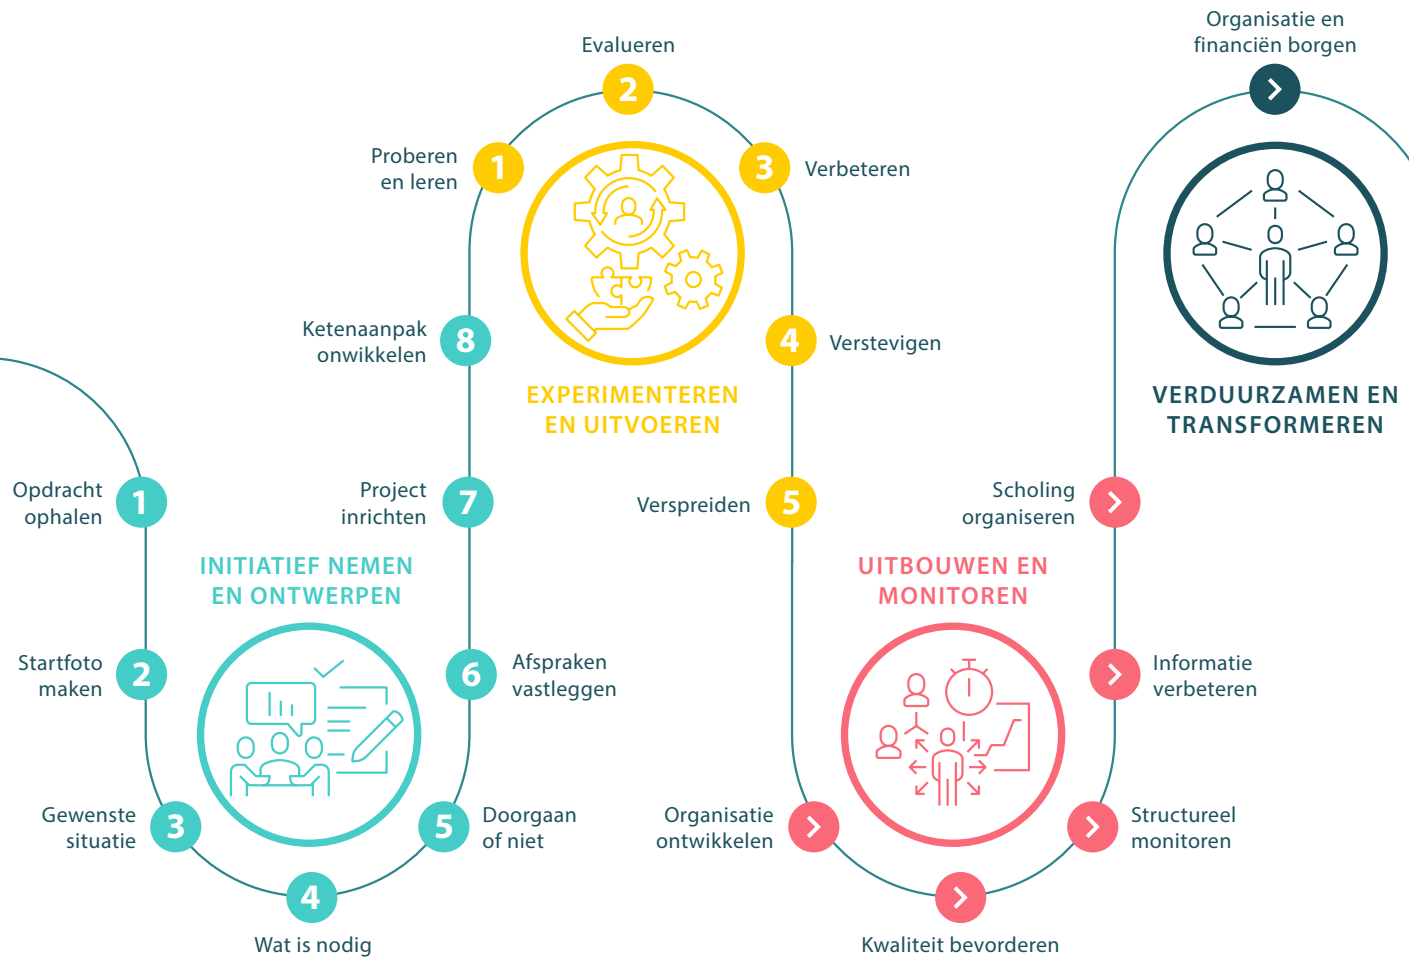 1
Opdracht
ophalen
2
Startfoto
maken
3
Gewenste
situatie
4
Wat is nodig
5
Doorgaan
of niet
6
Afspraken
vastleggen
7
Project
inrichten
8
Ketenaanpak
onwikkelen
INITIATIEF NEMEN
EN ONTWERPEN
1
Proberen
en leren
2
Evalueren
3
Verbeteren
4
Verstevigen
5
Verspreiden
EXPERIMENTEREN
EN UITVOEREN
Organisatie
ontwikkelen
Kwaliteit bevorderen
Structureel
monitoren
Informatie
verbeteren
Scholing
organiseren
UITBOUWEN EN
MONITOREN
Organisatie en
financiën borgen
VERDUURZAMEN EN
TRANSFORMEREN